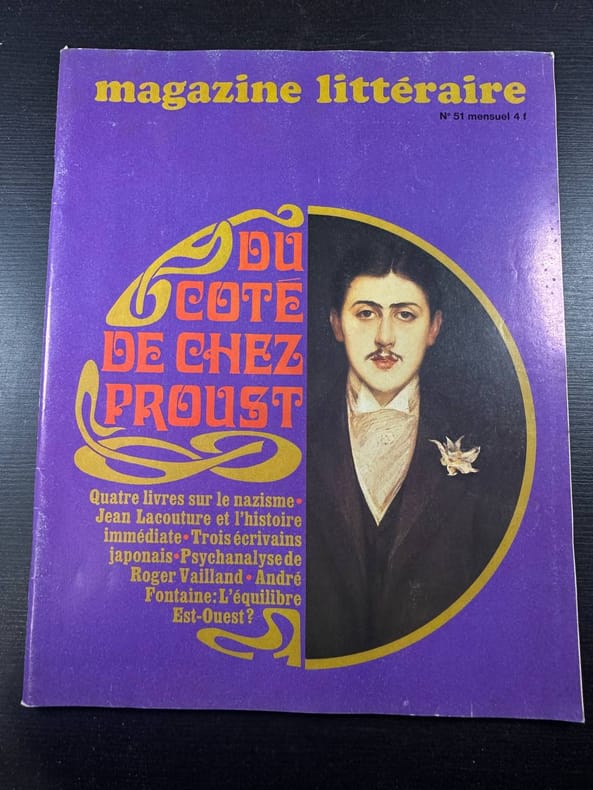 magazine littéraire
N° 51 mensuel 4 f
DU
COTÉ
DE CHEZ
PROUST
Quatre livres sur le nazisme•
Jean Lacouture et l'histoire
immédiate•Trois écrivains
japonais•Psychanalyse de
Roger Vailland•André
Fontaine: L'équilibre
Est-Ouest?